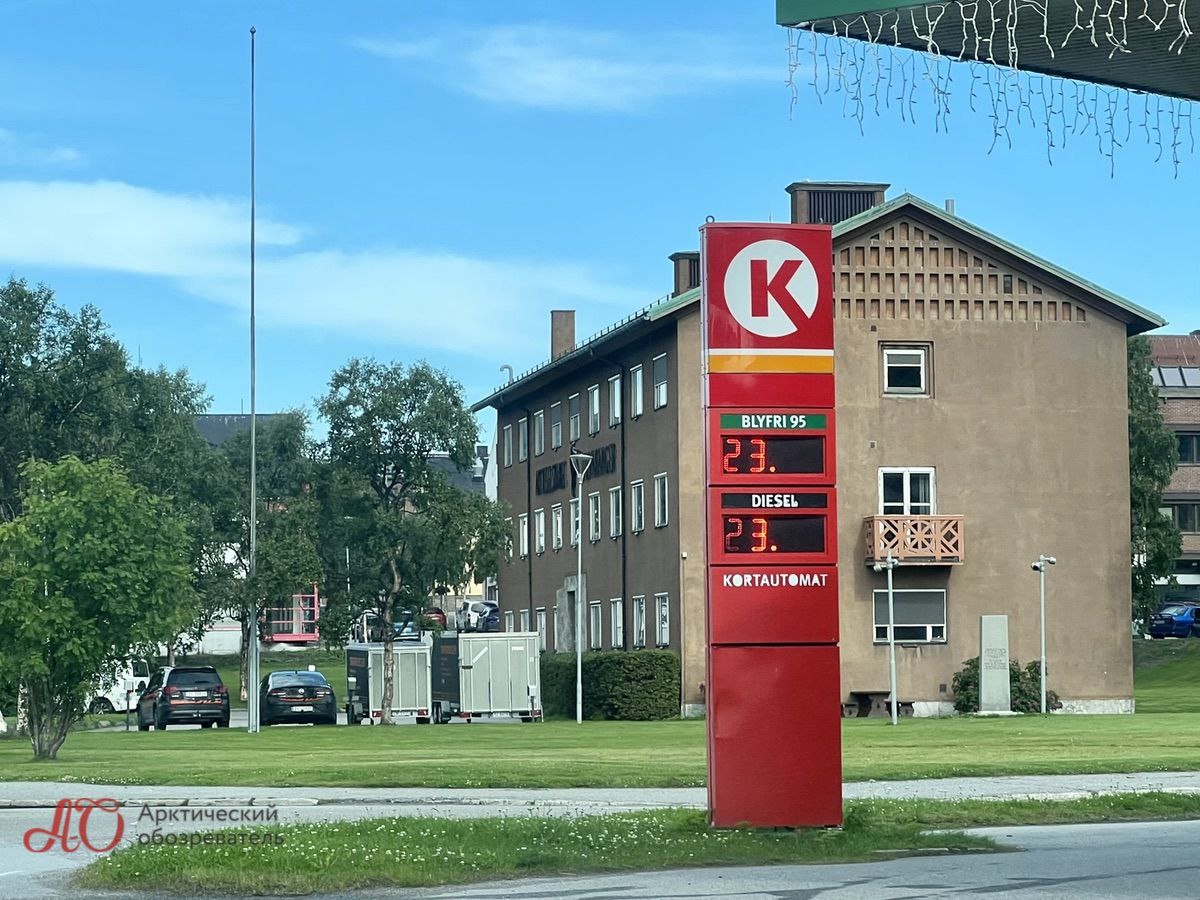 K
BLYFRI 95
23.
DIESEL
23.
KORTAUTOMAT
АО
Арктический
обозреватель